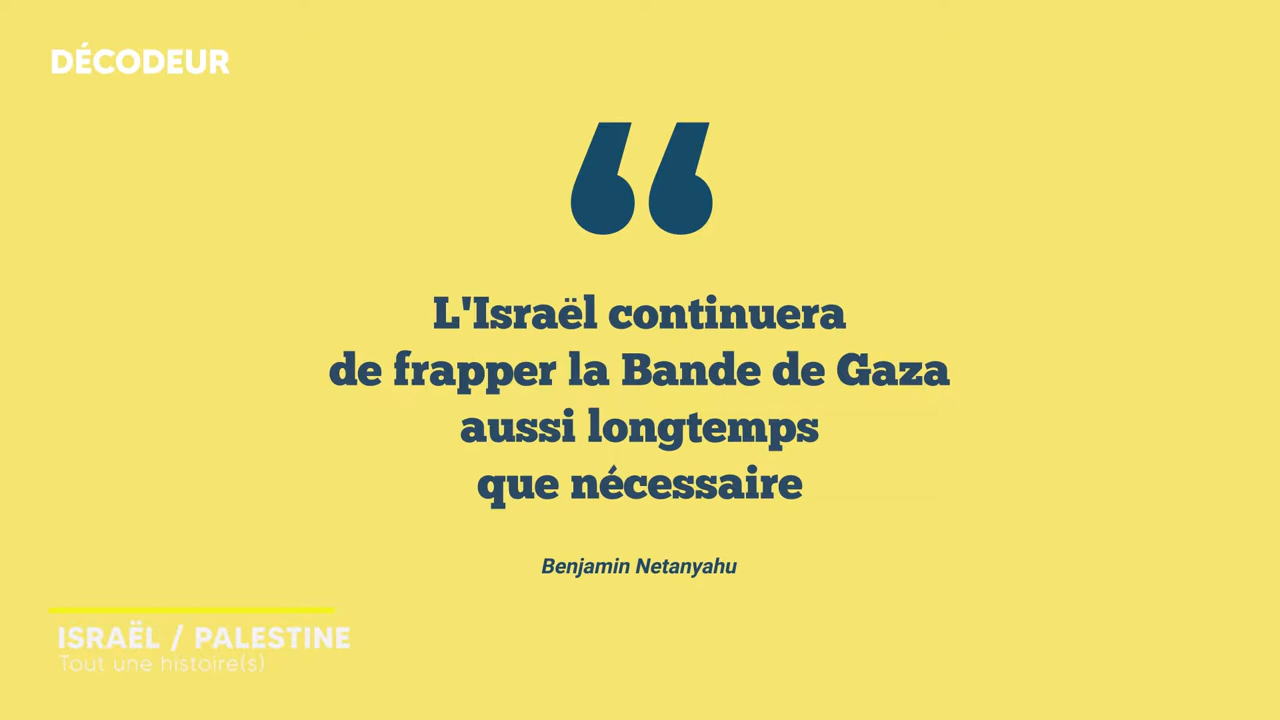 DÉCODEUR
“
L'Israël continuera
de frapper la Bande de Gaza
aussi longtemps
que nécessaire
Benjamin Netanyahu
ISRAËL / PALESTINE
Tout une histoire(s)